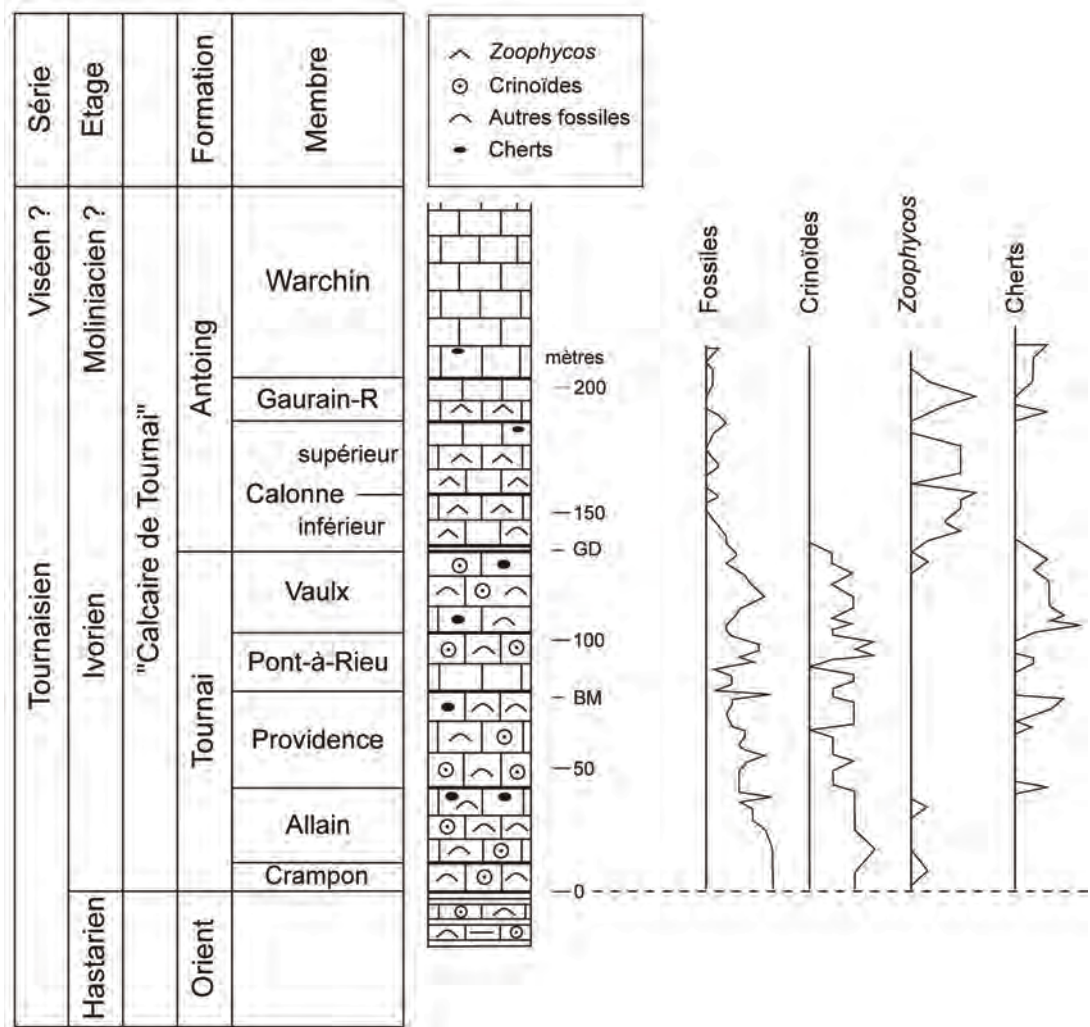 Série
Etage
Formation
Membre
Zoophycos
Crinoïdes
Autres fossiles
Cherts
Viséen ?
Moliniacien ?
Tournaisien
Ivorien
Hastarien
"Calcaire de Tournai"
Antoing
Tournai
Orient
Warchin
Gaurain-R
supérieur
Calonne
inférieur
Vaulx
Pont-à-Rieu
Providence
Allain
Crampon
mètres
200
150
GD
100
BM
50
0
Fossiles
Crinoïdes
Zoophycos
Cherts